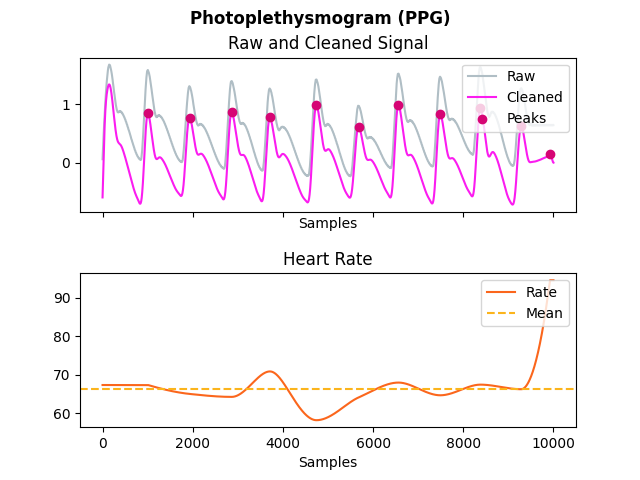 Photoplethysmogram (PPG)
Raw and Cleaned Signal
Raw
Cleaned
Peaks
1
0
Samples
Heart Rate
Rate
Mean
90
80
70
60
0 2000 4000 6000 8000 10000
Samples